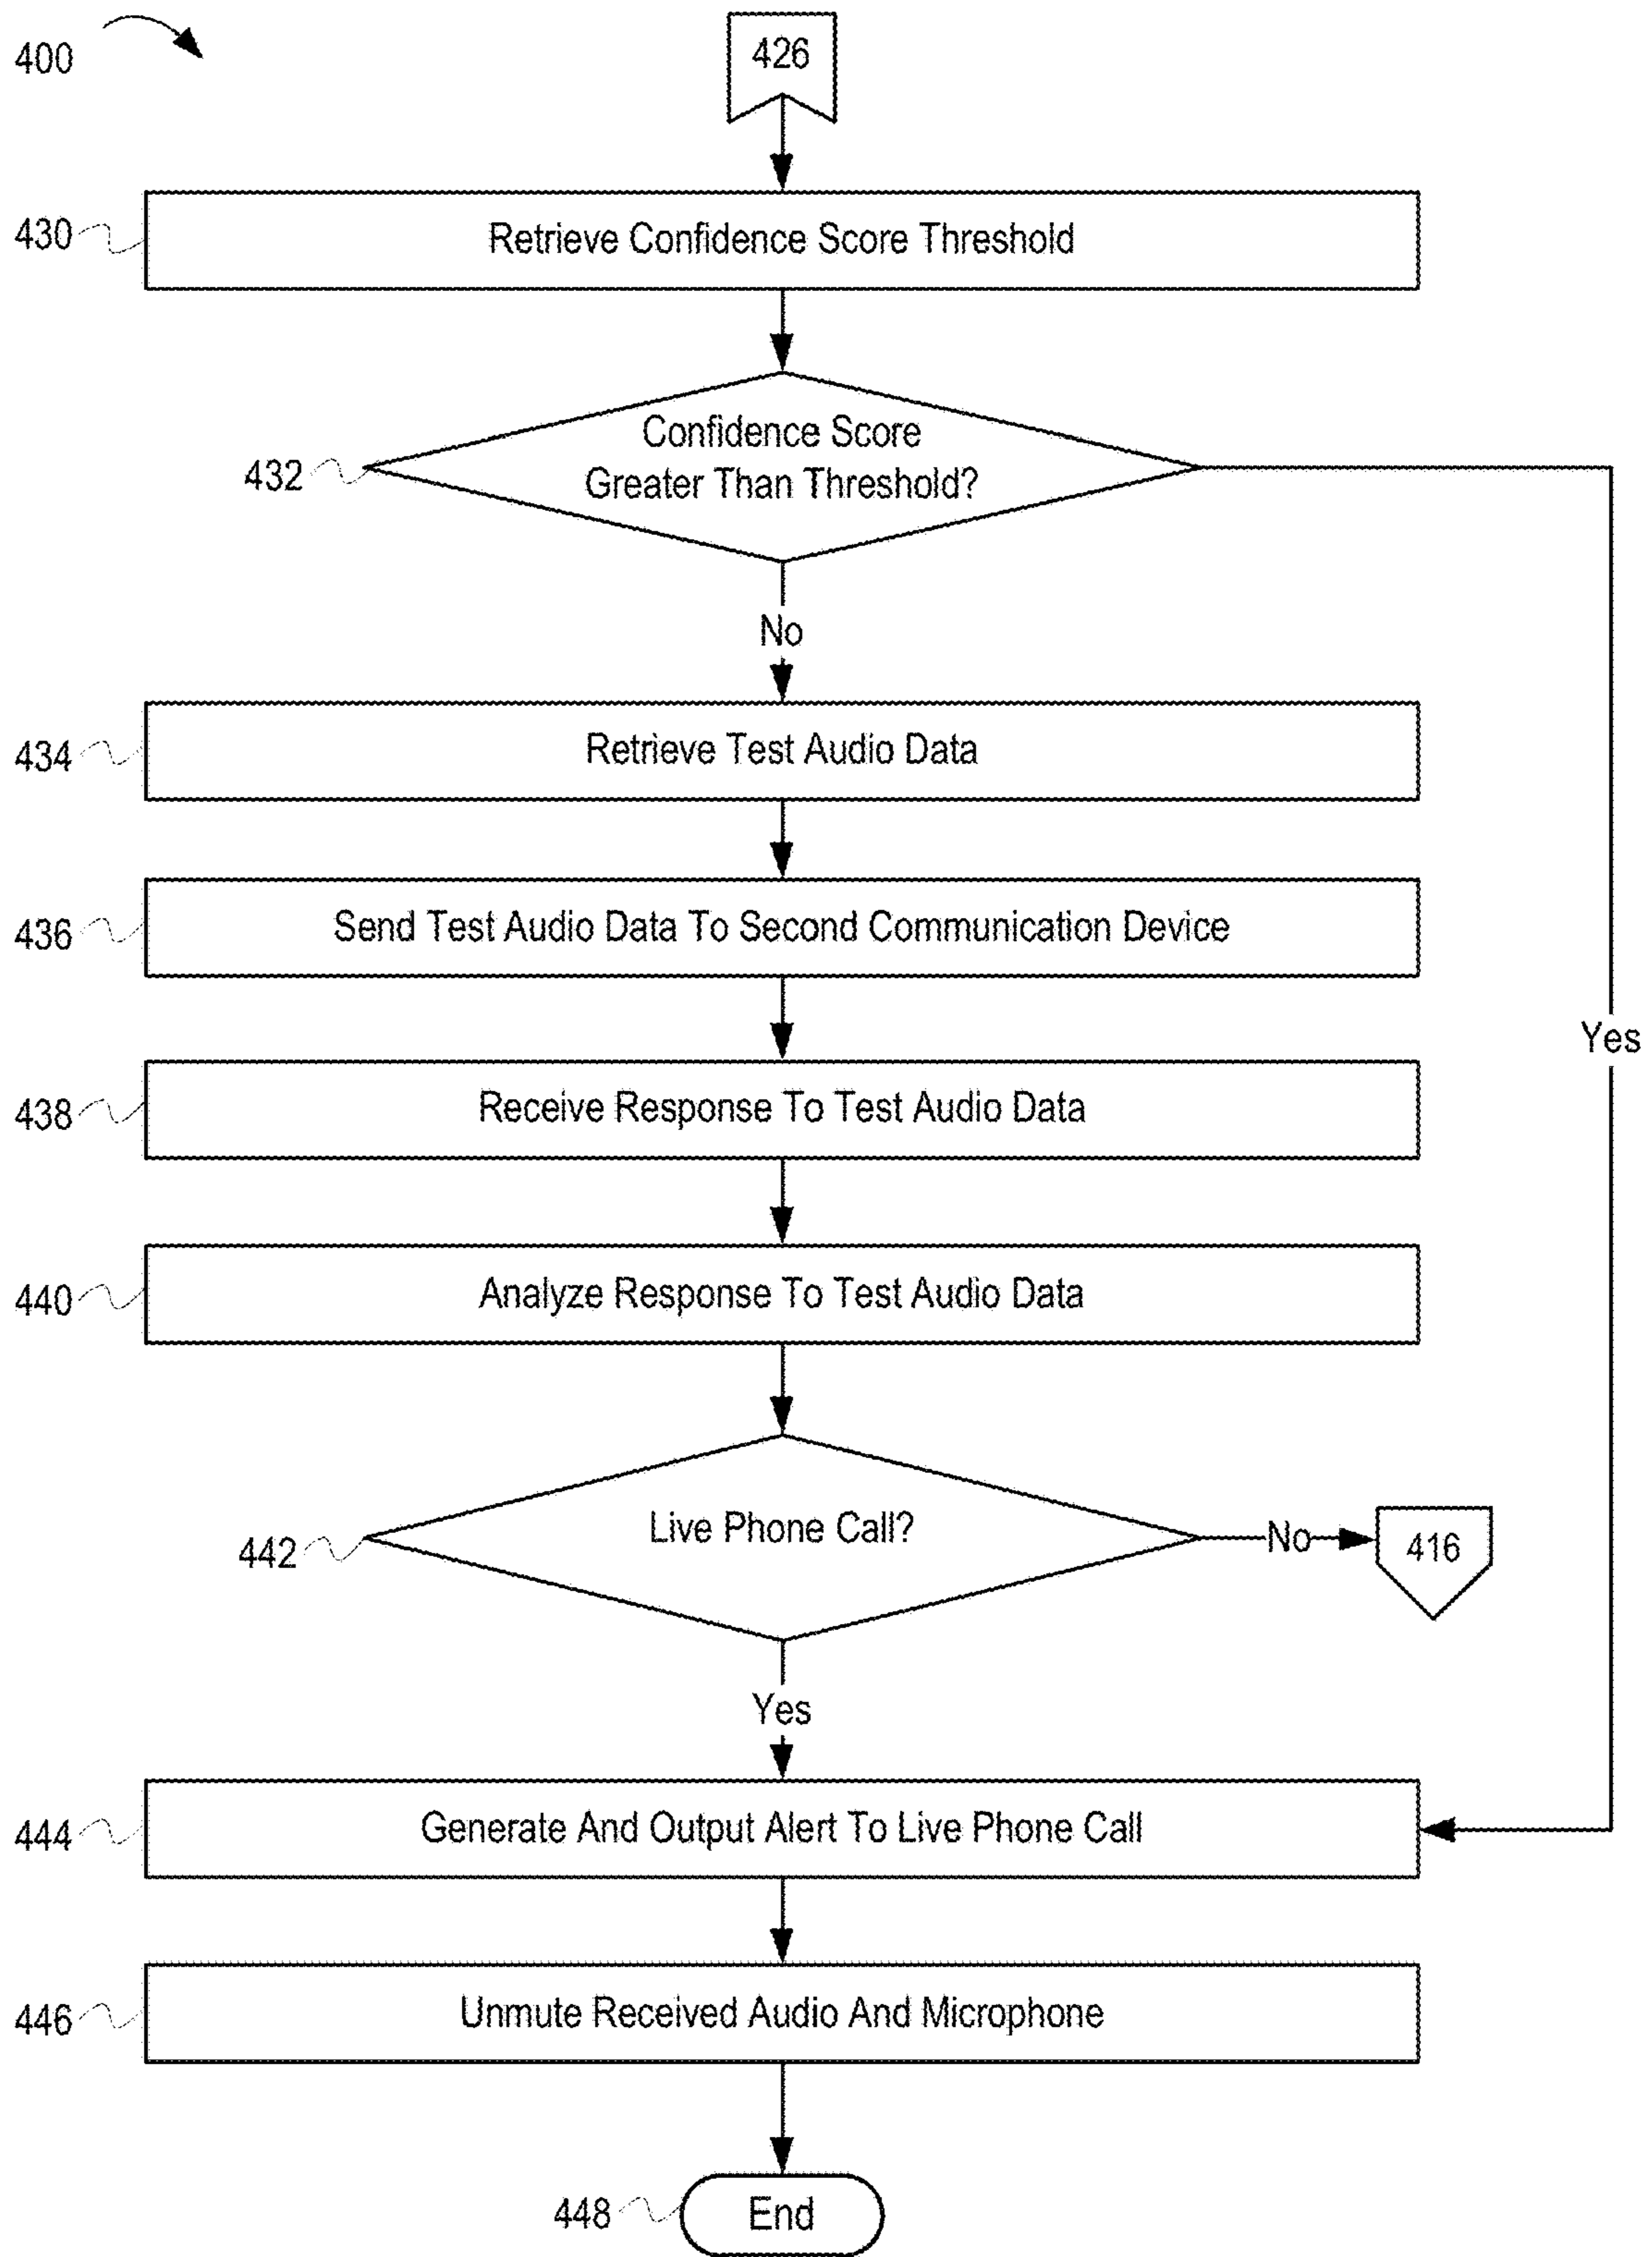 400
426
430
Retrieve Confidence Score Threshold
432
Confidence Score
Greater Than Threshold?
No
434
Retrieve Test Audio Data
436
Send Test Audio Data To Second Communication Device
Yes
438
Receive Response To Test Audio Data
440
Analyze Response To Test Audio Data
442
Live Phone Call?
No
416
Yes
444
Generate And Output Alert To Live Phone Call
446
Unmute Received Audio And Microphone
448
End